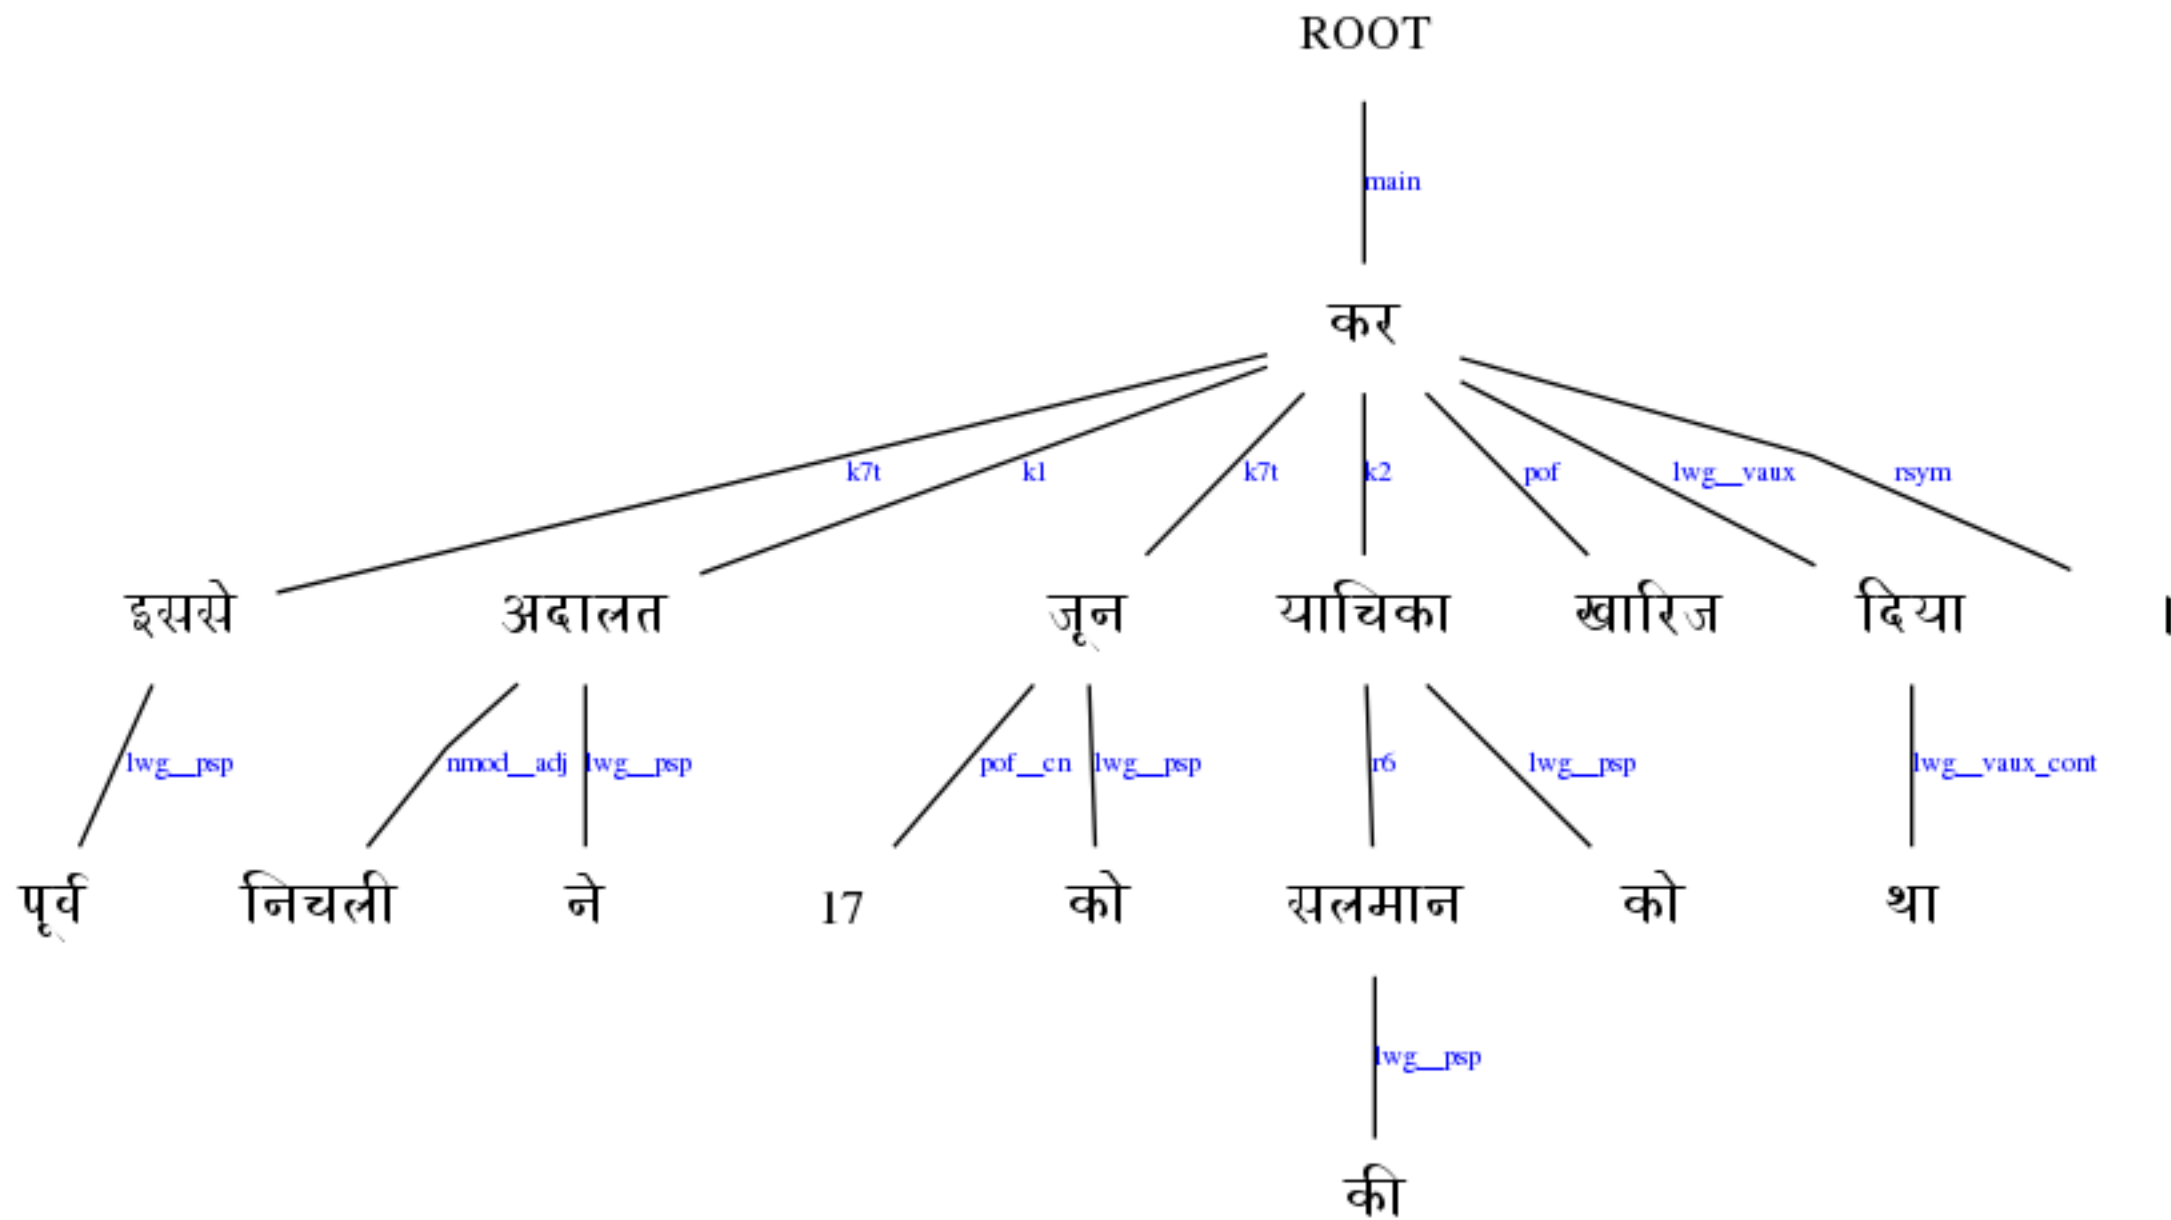 ROOT
main
कर
k7t k1 k7t k2 pof lwg__vaux rsym
इससे अदालत जून याचिका खारिज दिया ।
lwg__psp nmod__adj lwg__psp pof__cn lwg__psp r6 lwg__psp lwg__vaux_cont
पूर्व निचली ने 17 को सलमान को था
lwg__psp
की